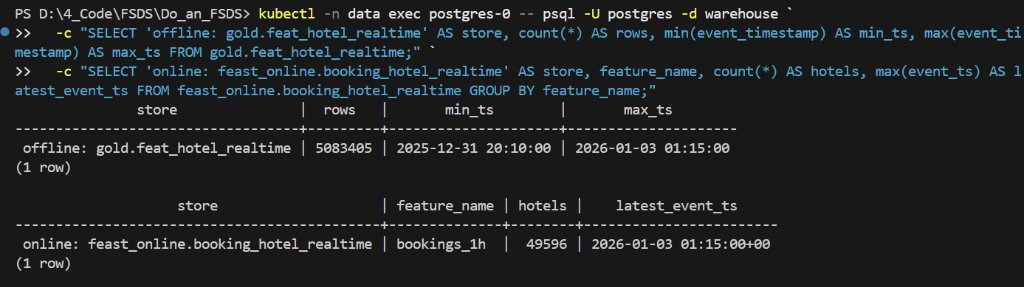 PS D:\4_Code\FSDS\Do_an_FSDS> kubectl -n data exec postgres-0 -- psql -U postgres -d warehouse `
>>   -c "SELECT 'offline: gold.feat_hotel_realtime' AS store, count(*) AS rows, min(event_timestamp) AS min_ts, max(event_ti
mestamp) AS max_ts FROM gold.feat_hotel_realtime;" `
>>   -c "SELECT 'online: feast_online.booking_hotel_realtime' AS store, feature_name, count(*) AS hotels, max(event_ts) AS l
atest_event_ts FROM feast_online.booking_hotel_realtime GROUP BY feature_name;"
store | rows | min_ts | max_ts
-----------------------------------+---------+---------------------+---------------------
offline: gold.feat_hotel_realtime | 5083405 | 2025-12-31 20:10:00 | 2026-01-03 01:15:00
(1 row)
store | feature_name | hotels | latest_event_ts
---------------------------------------------+--------------+--------+------------------------
online: feast_online.booking_hotel_realtime | bookings_1h | 49596 | 2026-01-03 01:15:00+00
(1 row)